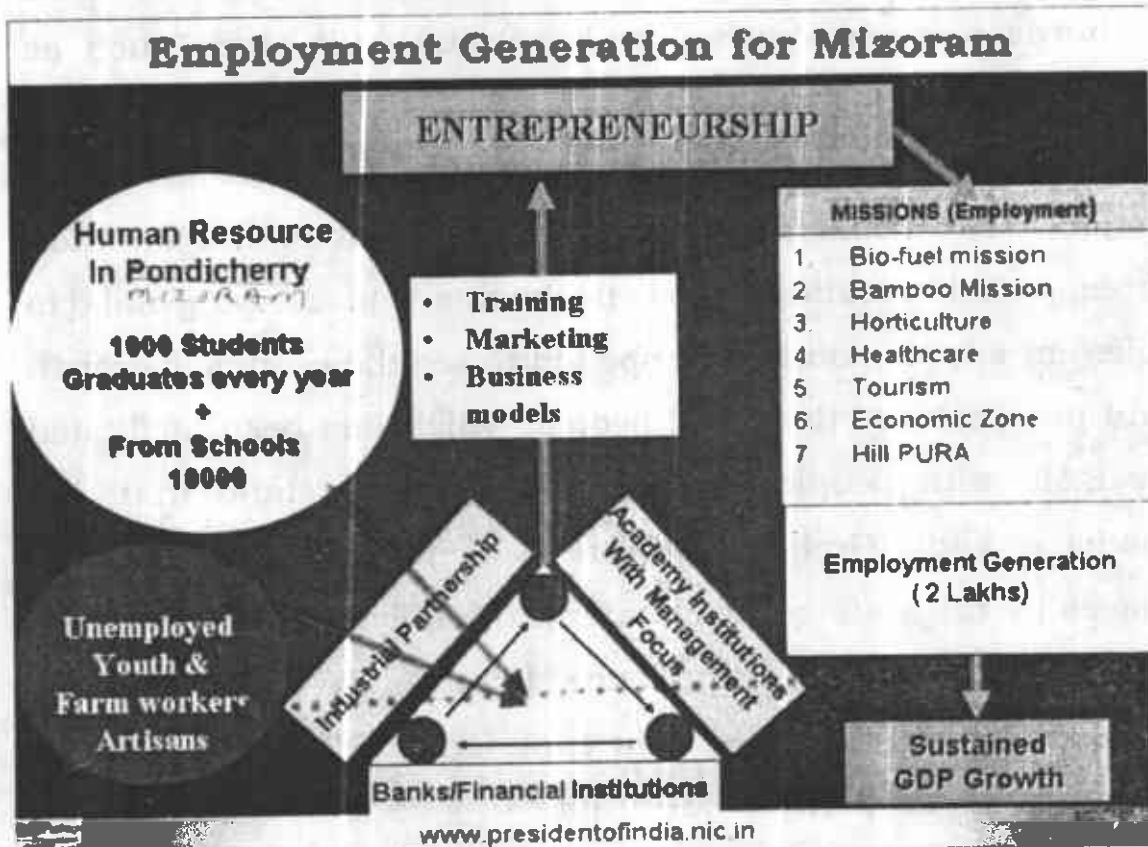 Employment Generation for Mizoram
ENTREPRENEURSHIP
Human Resource
In Pondicherry
MIZORAM
1000 Students
Graduates every year
+
From Schools
10000
• Training
• Marketing
• Business
models
MISSIONS (Employment)
1. Bio-fuel mission
2 Bamboo Mission
3. Horticulture
4 Healthcare
5 Tourism
6. Economic Zone
7 Hill PURA
Employment Generation
(2 Lakhs)
Unemployed
Youth &
Farm workers
Artisans
Industrial Partnership
Academy Institutions
With Management
Focus
Banks/Financial Institutions
Sustained
GDP Growth
www.presidentofindia.nic.in